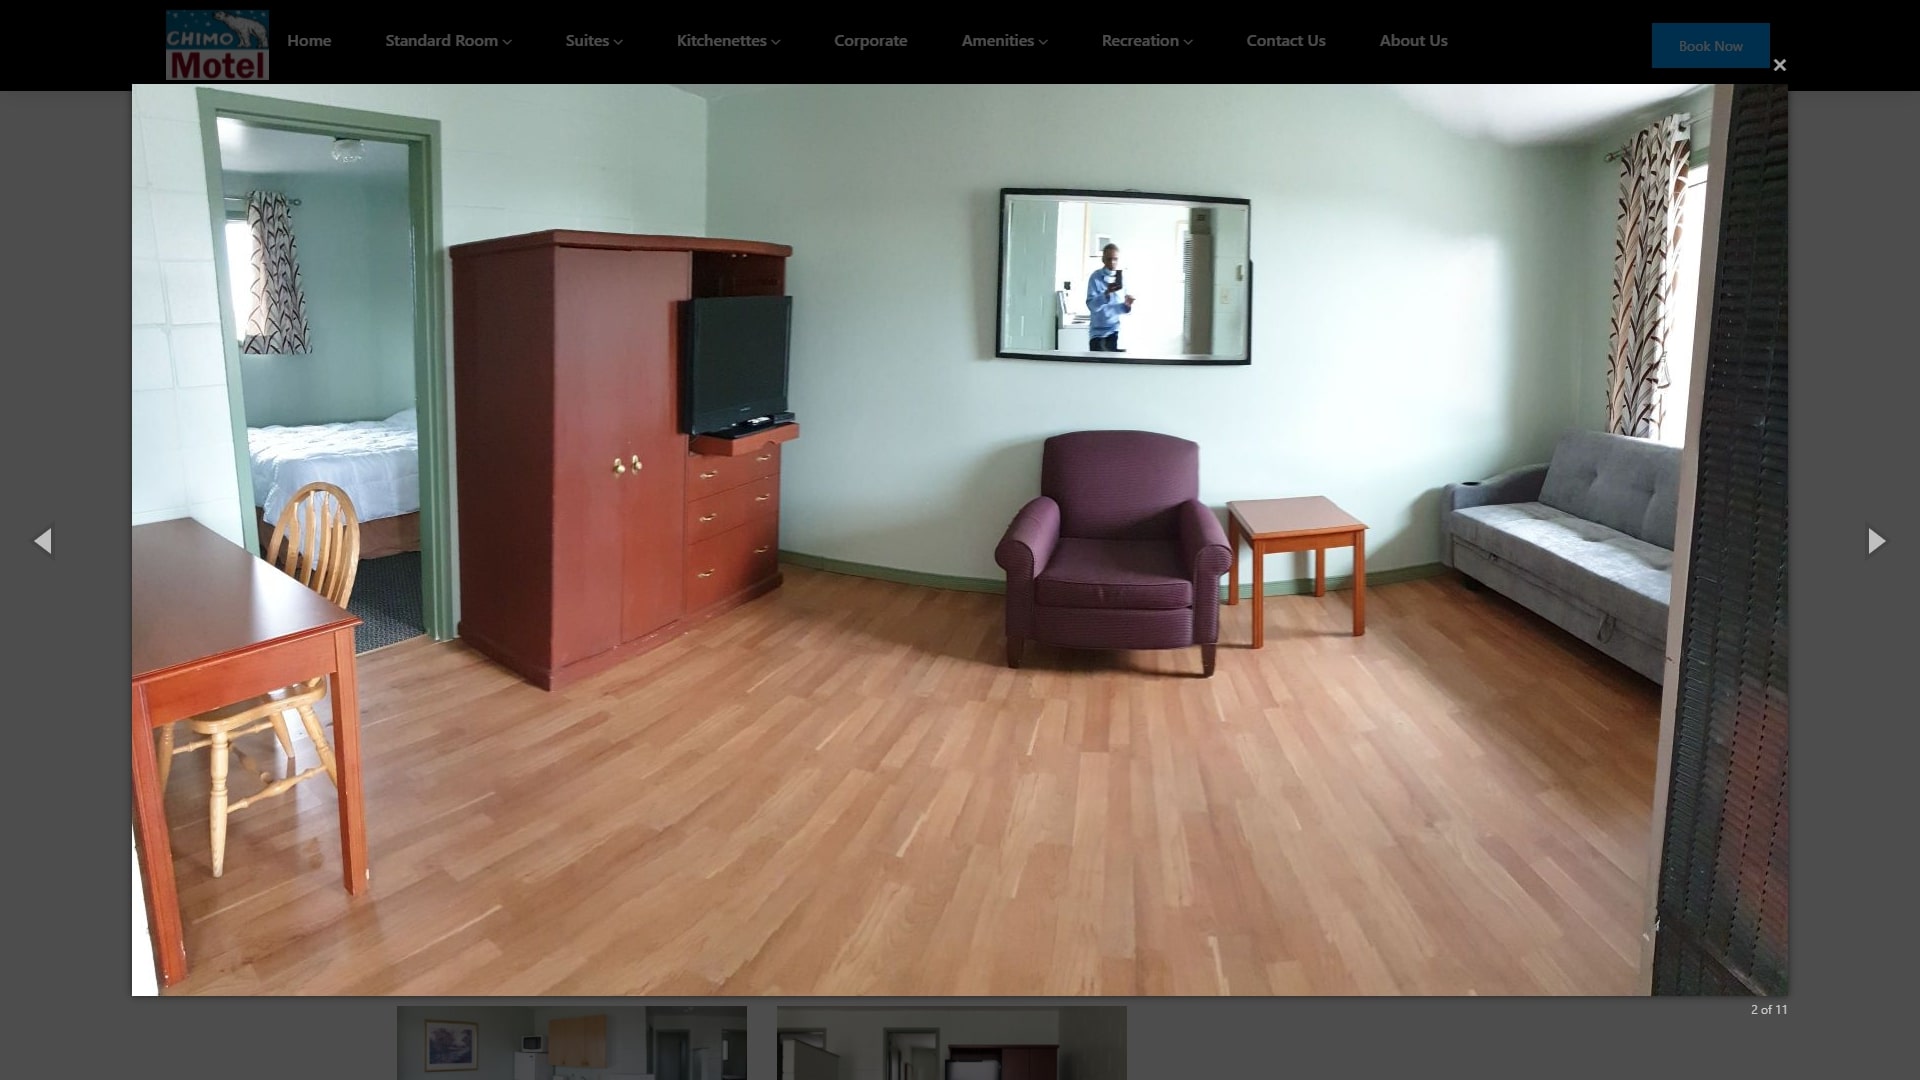 CHIMO
Motel
Home
Standard Room
Suites
Kitchenettes
Corporate
Amenities
Recreation
Contact Us
About Us
Book Now
×
2 of 11